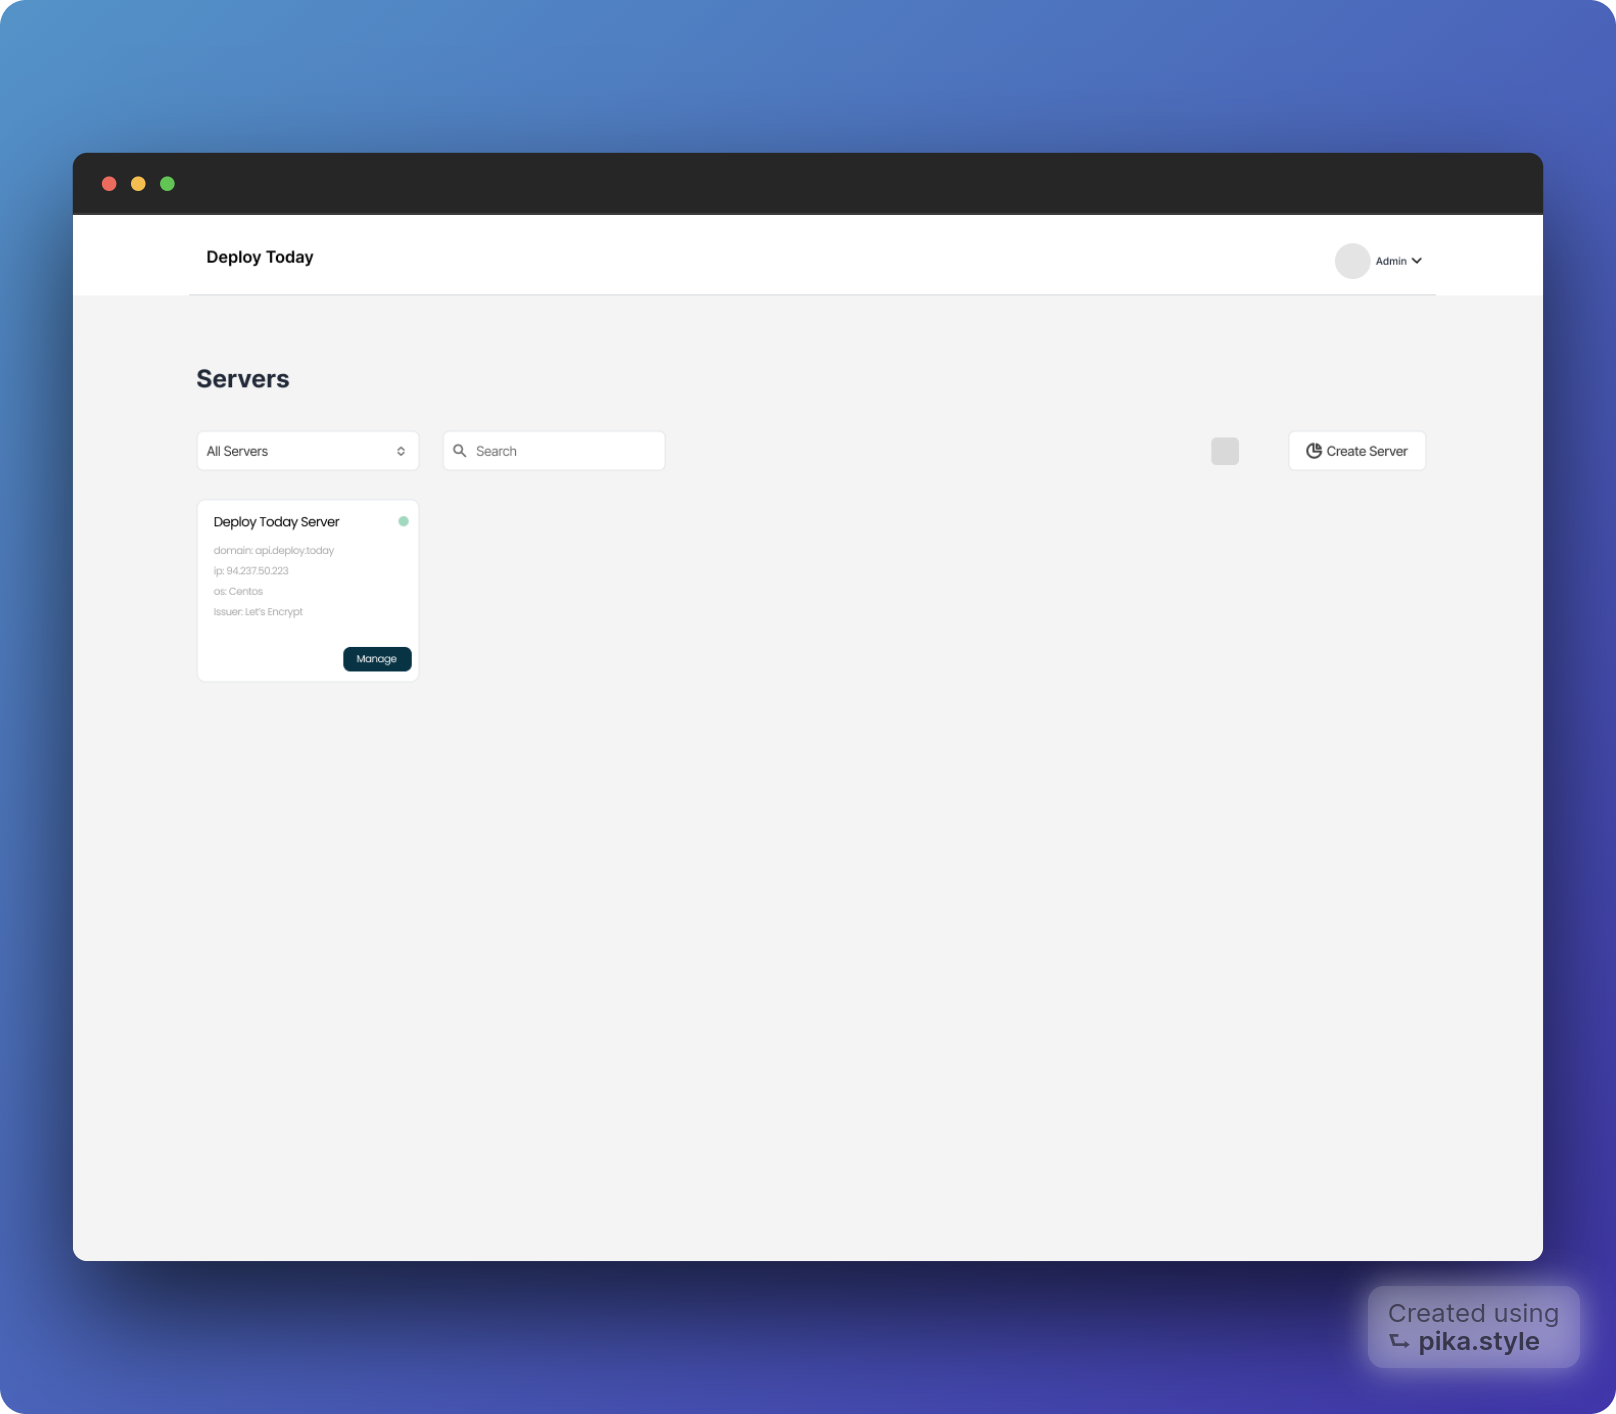 Deploy Today
Admin
Servers
All Servers
Search
Create Server
Deploy Today Server
domain: api.deploy.today
ip: 94.237.50.223
os: Centos
Issuer: Let's Encrypt
Manage
Created using
pika.style